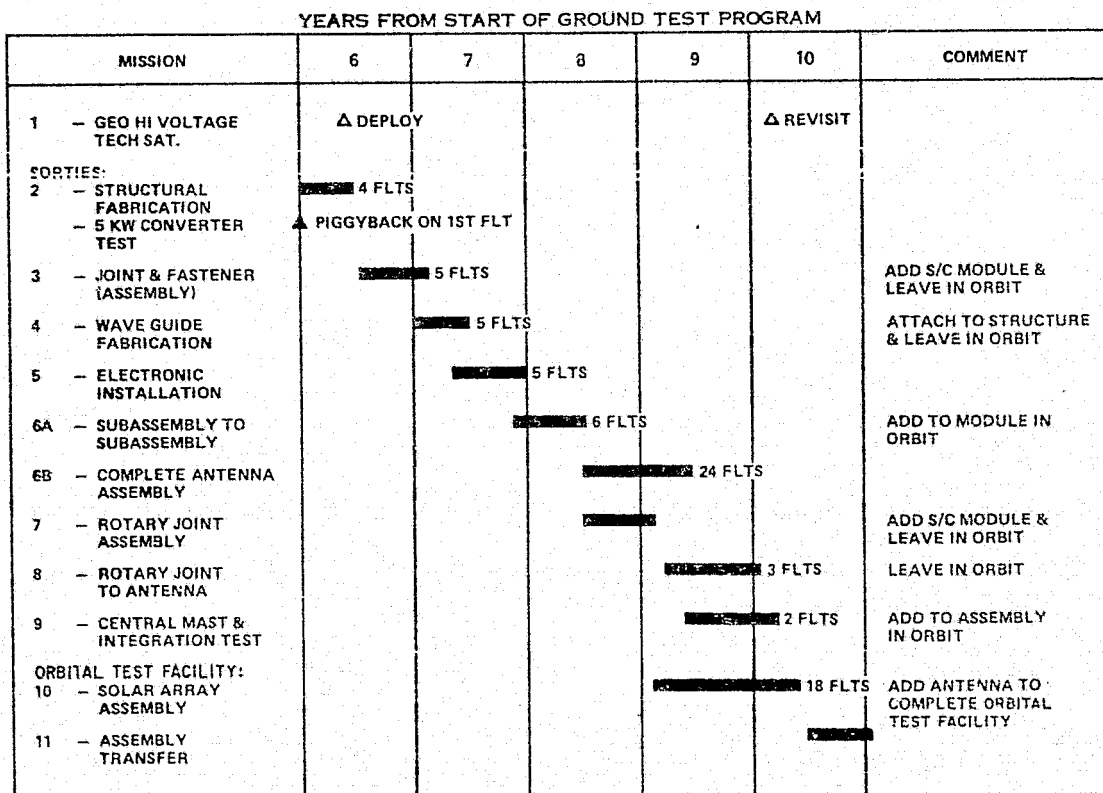 YEARS FROM START OF GROUND TEST PROGRAM
MISSION 6 7 8 9 10 COMMENT
1 – GEO HI VOLTAGE TECH SAT. △ DEPLOY △ REVISIT
SORTIES:
2 – STRUCTURAL FABRICATION 4 FLTS
– 5 KW CONVERTER TEST ▲ PIGGYBACK ON 1ST FLT
3 – JOINT & FASTENER (ASSEMBLY) 5 FLTS ADD S/C MODULE & LEAVE IN ORBIT
4 – WAVE GUIDE FABRICATION 5 FLTS ATTACH TO STRUCTURE & LEAVE IN ORBIT
5 – ELECTRONIC INSTALLATION 5 FLTS
6A – SUBASSEMBLY TO SUBASSEMBLY 6 FLTS ADD TO MODULE IN ORBIT
6B – COMPLETE ANTENNA ASSEMBLY 24 FLTS
7 – ROTARY JOINT ASSEMBLY ADD S/C MODULE & LEAVE IN ORBIT
8 – ROTARY JOINT TO ANTENNA 3 FLTS LEAVE IN ORBIT
9 – CENTRAL MAST & INTEGRATION TEST 2 FLTS ADD TO ASSEMBLY IN ORBIT
ORBITAL TEST FACILITY:
10 – SOLAR ARRAY ASSEMBLY 18 FLTS ADD ANTENNA TO COMPLETE ORBITAL TEST FACILITY
11 – ASSEMBLY TRANSFER